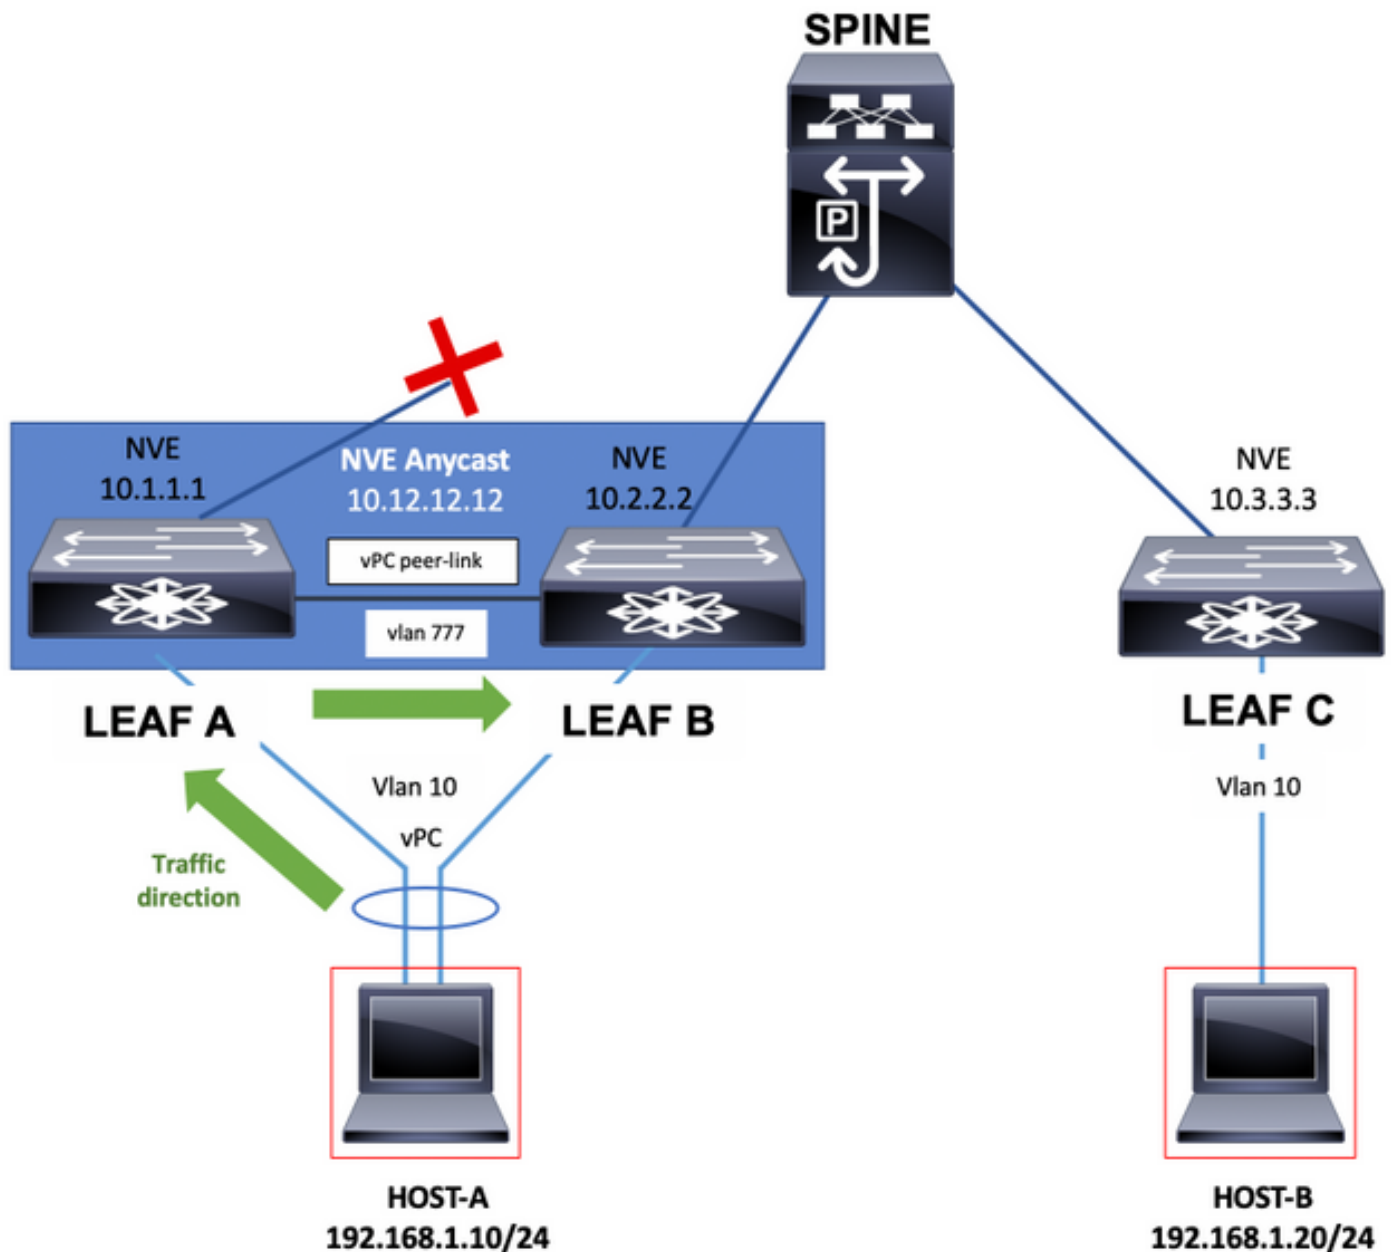 SPINE
P
NVE
10.1.1.1
NVE Anycast
10.12.12.12
NVE
10.2.2.2
NVE
10.3.3.3
vPC peer-link
vlan 777
LEAF A
LEAF B
LEAF C
Vlan 10
vPC
Vlan 10
Traffic
direction
HOST-A
192.168.1.10/24
HOST-B
192.168.1.20/24